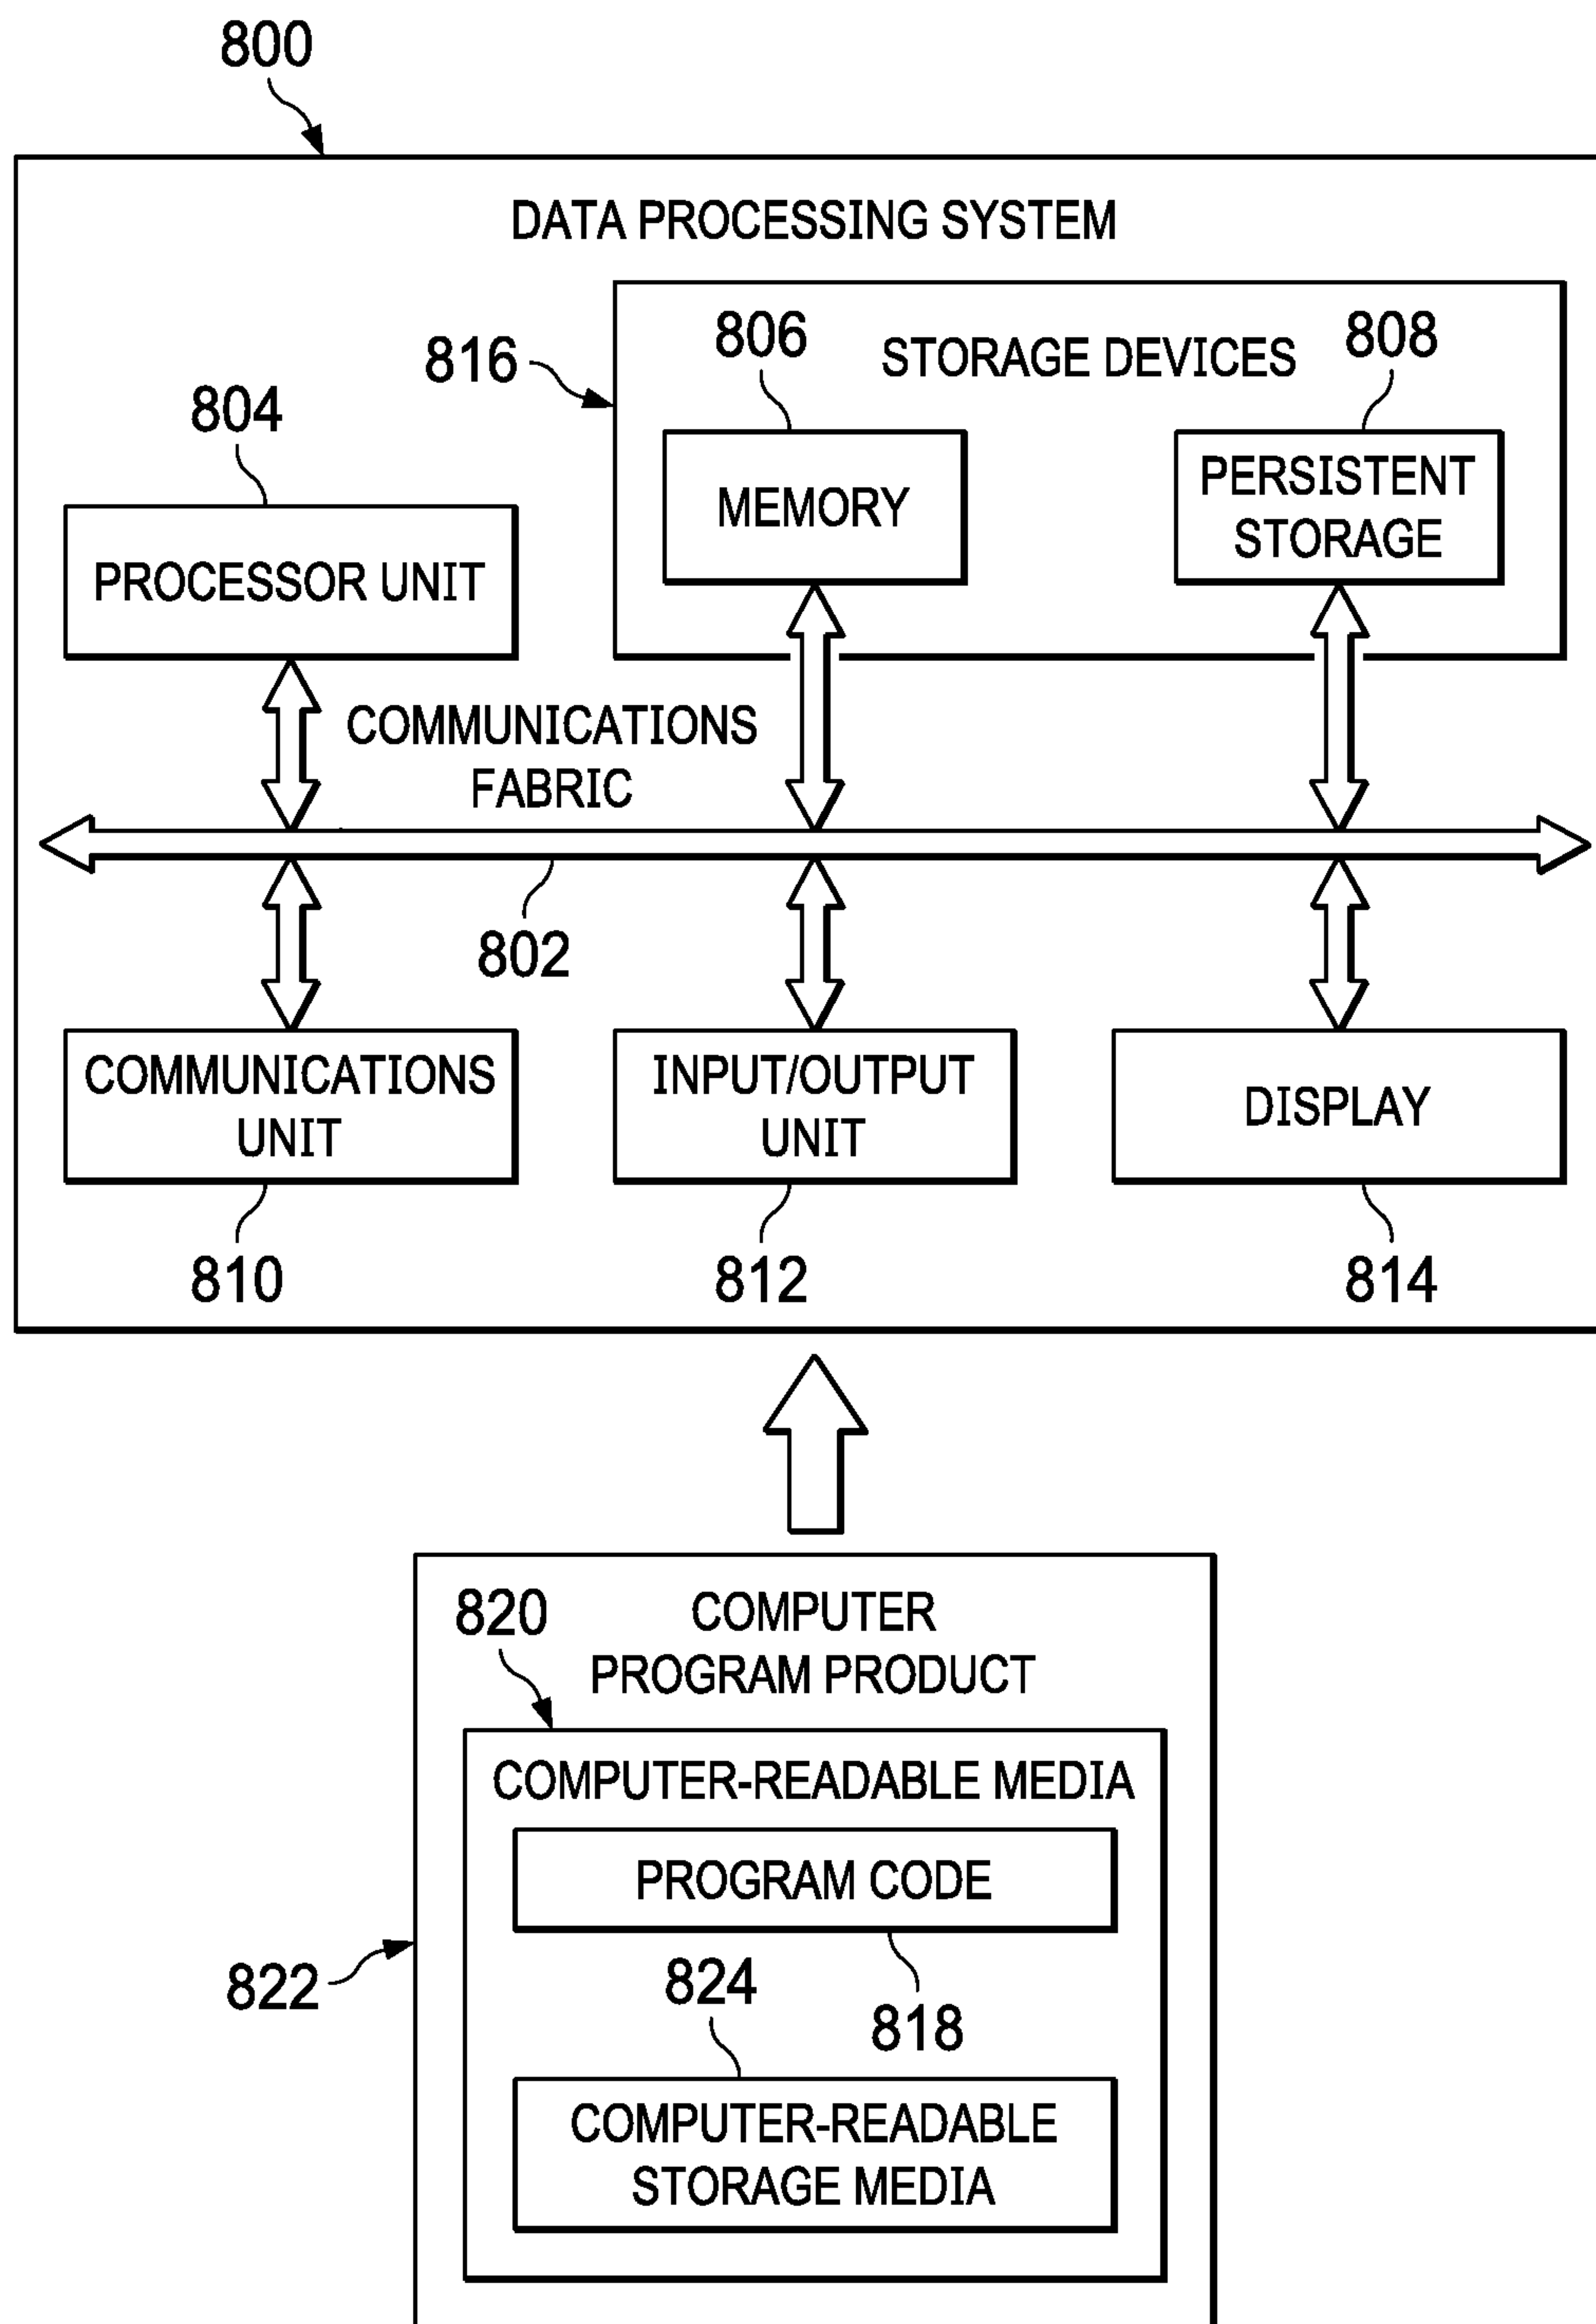 800
DATA PROCESSING SYSTEM
816
806
STORAGE DEVICES
808
804
MEMORY
PERSISTENT
STORAGE
PROCESSOR UNIT
COMMUNICATIONS
FABRIC
802
COMMUNICATIONS
UNIT
INPUT/OUTPUT
UNIT
DISPLAY
810
812
814
820
COMPUTER
PROGRAM PRODUCT
COMPUTER-READABLE MEDIA
PROGRAM CODE
822
824
818
COMPUTER-READABLE
STORAGE MEDIA